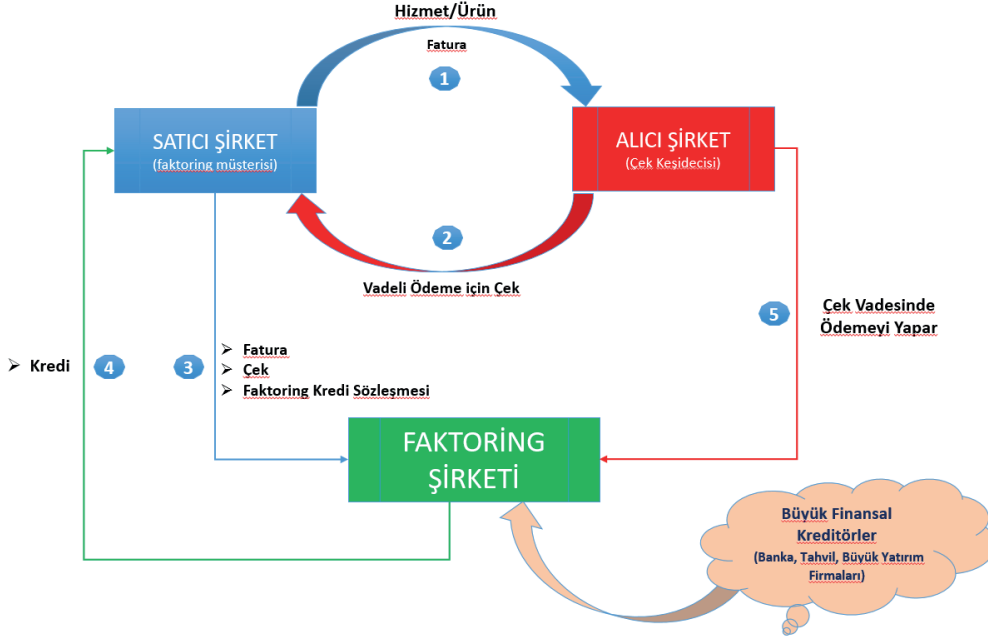 Hizmet/Ürün
Fatura
1
SATICI ŞİRKET
(faktoring müşterisi)
ALICI ŞİRKET
(Çek Keşidecisi)
2
Vadeli Ödeme için Çek
5
Çek Vadesinde
Ödemeyi Yapar
Kredi
4
3
Fatura
Çek
Faktoring Kredi Sözleşmesi
FAKTORİNG
ŞİRKETİ
Büyük Finansal
Kreditörler
(Banka, Tahvil, Büyük Yatırım
Firmaları)